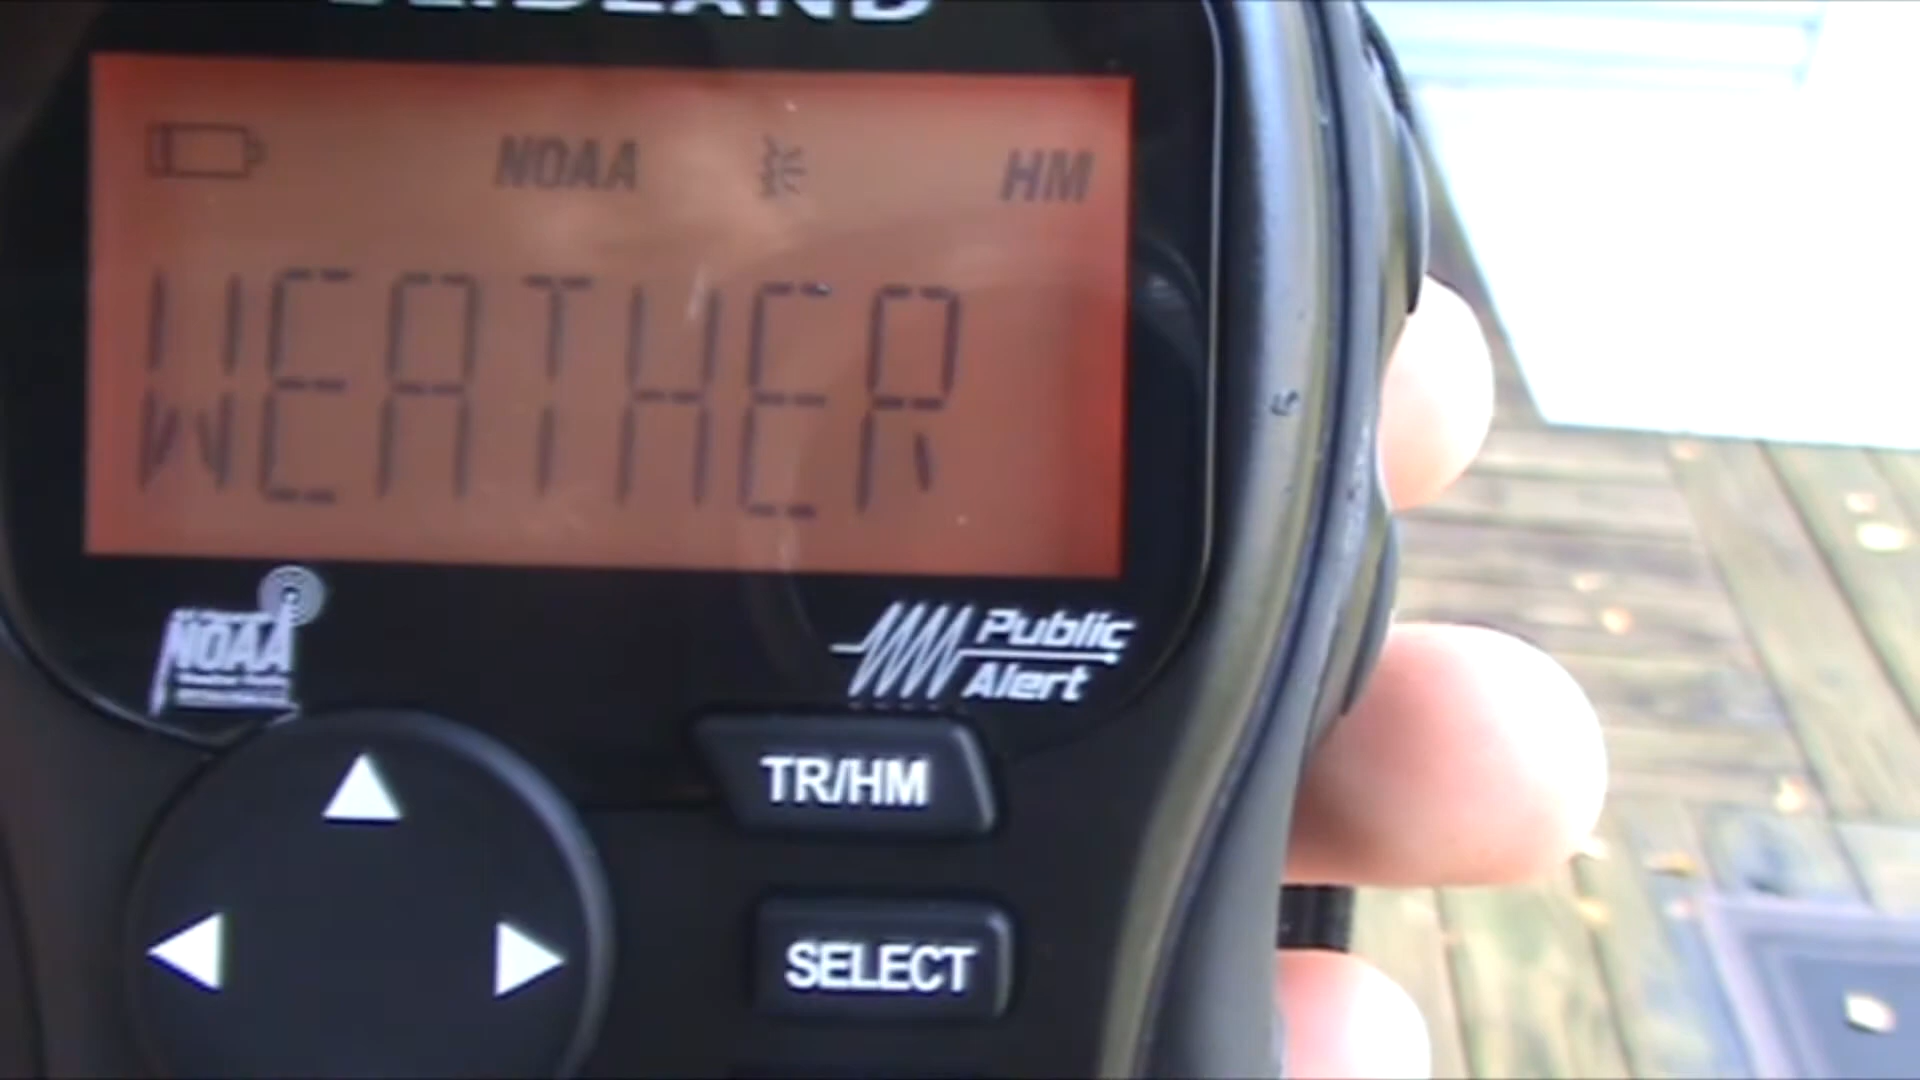 NOAA HM
WEATHER
NOAA
Public
Alert
TR/HM
SELECT